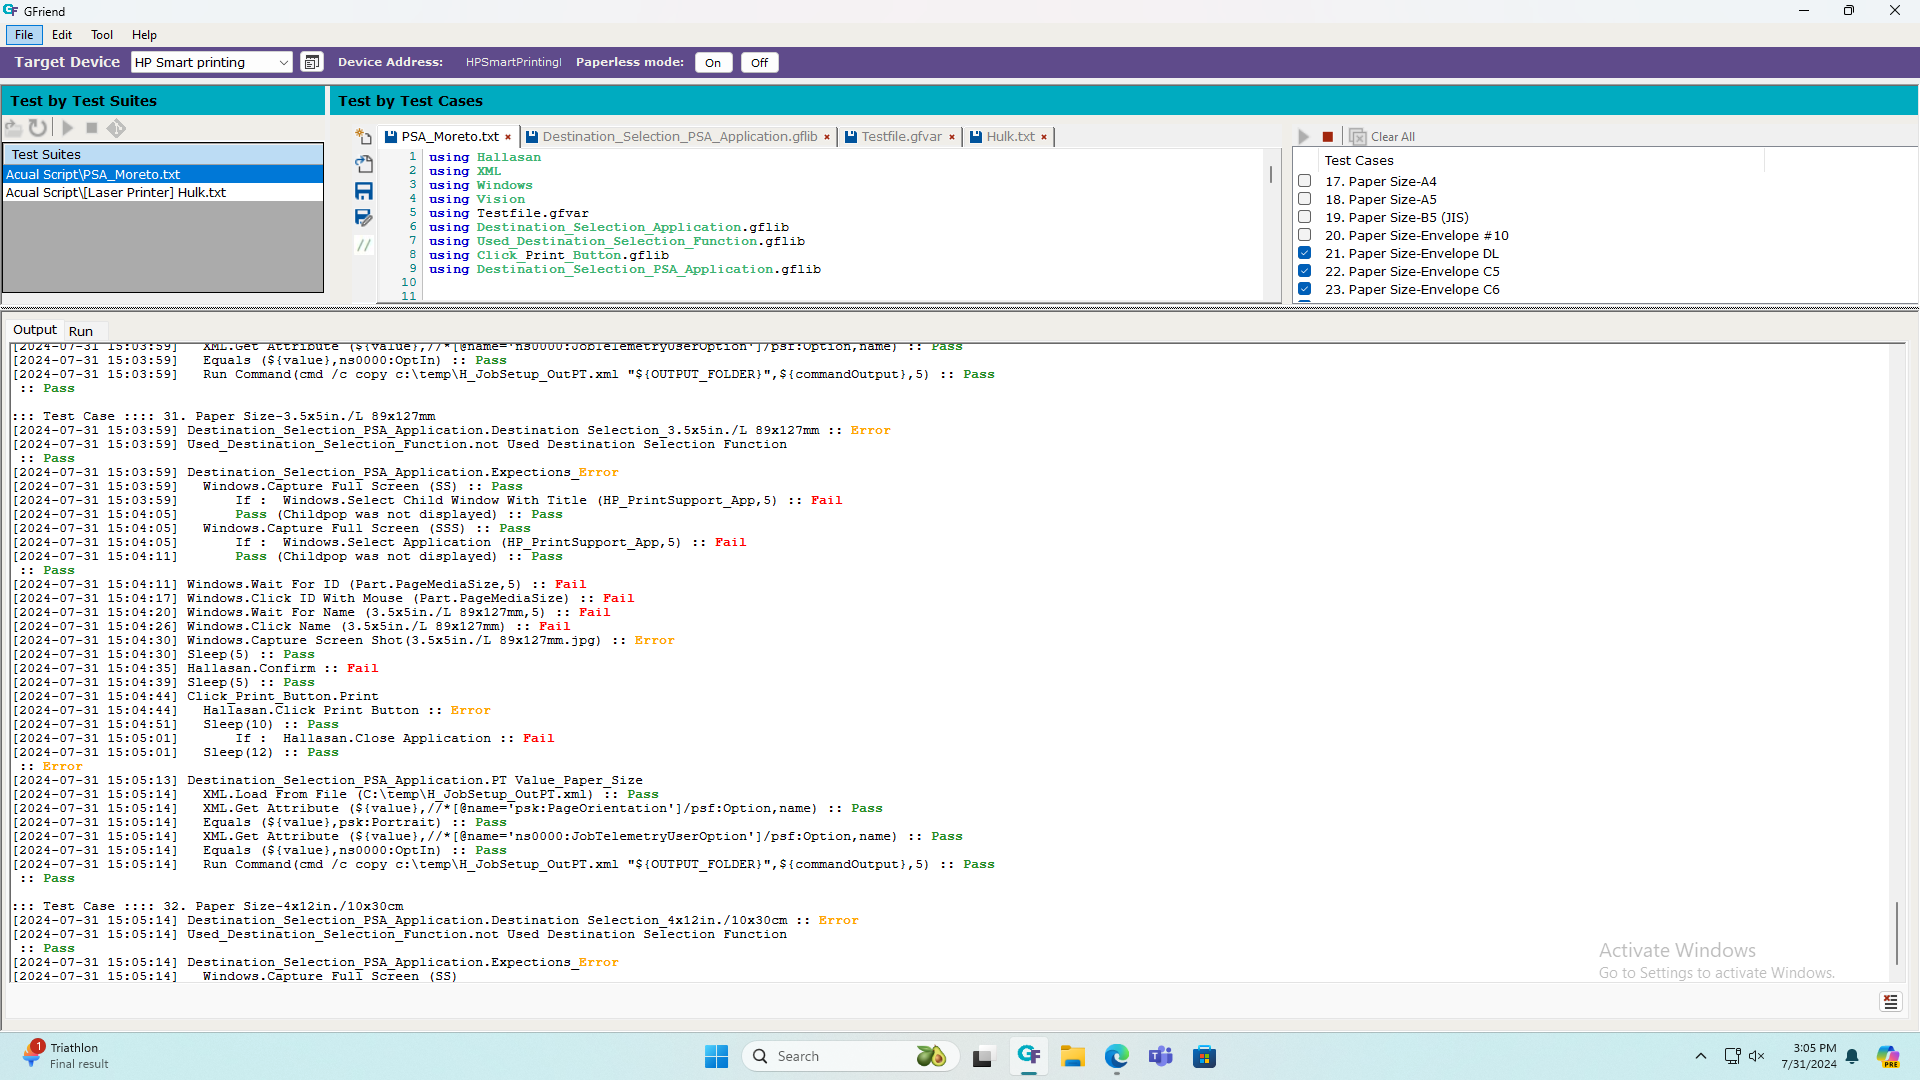 GFriend
File Edit Tool Help
Target Device HP Smart printing Device Address: HPSmartPrintingI Paperless mode: On Off
Test by Test Suites
Test by Test Cases
Test Suites
Acual Script\PSA_Moreto.txt
Acual Script\[Laser Printer] Hulk.txt
PSA_Moreto.txt × Destination_Selection_PSA_Application.gflib × Testfile.gfvar × Hulk.txt ×
1 using Hallasan
2 using XML
3 using Windows
4 using Vision
5 using Testfile.gfvar
6 using Destination_Selection_Application.gflib
7 using Used_Destination_Selection_Function.gflib
8 using Click_Print_Button.gflib
9 using Destination_Selection_PSA_Application.gflib
10
11
Clear All
Test Cases
17. Paper Size-A4
18. Paper Size-A5
19. Paper Size-B5 (JIS)
20. Paper Size-Envelope #10
21. Paper Size-Envelope DL
22. Paper Size-Envelope C5
23. Paper Size-Envelope C6
Output Run
[2024-07-31 15:03:59] XML.Get Attribute (${value},//*[@name='ns0000:JobTelemetryUserOption']/psf:Option,name) :: Pass
[2024-07-31 15:03:59] Equals (${value},ns0000:OptIn) :: Pass
[2024-07-31 15:03:59] Run Command(cmd /c copy c:\temp\H_JobSetup_OutPT.xml "${OUTPUT_FOLDER}",${commandOutput},5) :: Pass
:: Pass
::: Test Case :::: 31. Paper Size-3.5x5in./L 89x127mm
[2024-07-31 15:03:59] Destination_Selection_PSA_Application.Destination Selection_3.5x5in./L 89x127mm :: Error
[2024-07-31 15:03:59] Used_Destination_Selection_Function.not Used Destination Selection Function
:: Pass
[2024-07-31 15:03:59] Destination_Selection_PSA_Application.Expections_Error
[2024-07-31 15:03:59] Windows.Capture Full Screen (SS) :: Pass
[2024-07-31 15:03:59] If : Windows.Select Child Window With Title (HP_PrintSupport_App,5) :: Fail
[2024-07-31 15:04:05] Pass (Childpop was not displayed) :: Pass
[2024-07-31 15:04:05] Windows.Capture Full Screen (SSS) :: Pass
[2024-07-31 15:04:05] If : Windows.Select Application (HP_PrintSupport_App,5) :: Fail
[2024-07-31 15:04:11] Pass (Childpop was not displayed) :: Pass
:: Pass
[2024-07-31 15:04:11] Windows.Wait For ID (Part.PageMediaSize,5) :: Fail
[2024-07-31 15:04:17] Windows.Click ID With Mouse (Part.PageMediaSize) :: Fail
[2024-07-31 15:04:20] Windows.Wait For Name (3.5x5in./L 89x127mm,5) :: Fail
[2024-07-31 15:04:26] Windows.Click Name (3.5x5in./L 89x127mm) :: Fail
[2024-07-31 15:04:30] Windows.Capture Screen Shot(3.5x5in./L 89x127mm.jpg) :: Error
[2024-07-31 15:04:30] Sleep(5) :: Pass
[2024-07-31 15:04:35] Hallasan.Confirm :: Fail
[2024-07-31 15:04:39] Sleep(5) :: Pass
[2024-07-31 15:04:44] Click_Print_Button.Print
[2024-07-31 15:04:44] Hallasan.Click Print Button :: Error
[2024-07-31 15:04:51] Sleep(10) :: Pass
[2024-07-31 15:05:01] If : Hallasan.Close Application :: Fail
[2024-07-31 15:05:01] Sleep(12) :: Pass
:: Error
[2024-07-31 15:05:13] Destination_Selection_PSA_Application.PT Value_Paper_Size
[2024-07-31 15:05:14] XML.Load From File (C:\temp\H_JobSetup_OutPT.xml) :: Pass
[2024-07-31 15:05:14] XML.Get Attribute (${value},//*[@name='psk:PageOrientation']/psf:Option,name) :: Pass
[2024-07-31 15:05:14] Equals (${value},psk:Portrait) :: Pass
[2024-07-31 15:05:14] XML.Get Attribute (${value},//*[@name='ns0000:JobTelemetryUserOption']/psf:Option,name) :: Pass
[2024-07-31 15:05:14] Equals (${value},ns0000:OptIn) :: Pass
[2024-07-31 15:05:14] Run Command(cmd /c copy c:\temp\H_JobSetup_OutPT.xml "${OUTPUT_FOLDER}",${commandOutput},5) :: Pass
:: Pass
::: Test Case :::: 32. Paper Size-4x12in./10x30cm
[2024-07-31 15:05:14] Destination_Selection_PSA_Application.Destination Selection_4x12in./10x30cm :: Error
[2024-07-31 15:05:14] Used_Destination_Selection_Function.not Used Destination Selection Function
:: Pass
[2024-07-31 15:05:14] Destination_Selection_PSA_Application.Expections_Error
[2024-07-31 15:05:14] Windows.Capture Full Screen (SS)
Activate Windows
Go to Settings to activate Windows.
1
Triathlon
Final result
Search
3:05 PM
7/31/2024
PRE